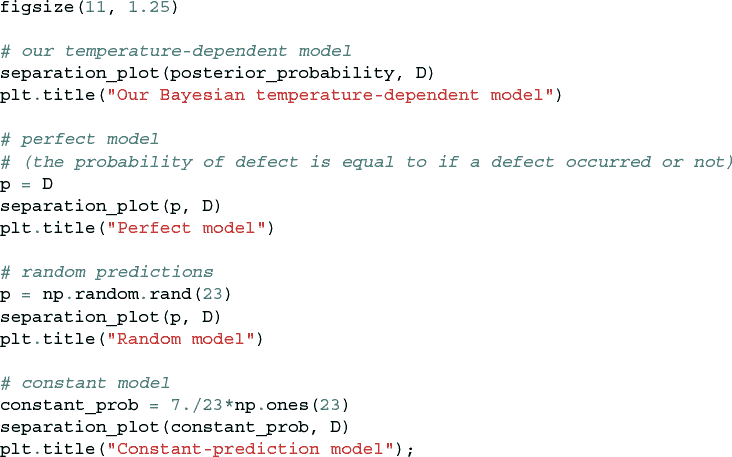 figsize(11, 1.25)
# our temperature-dependent model
separation_plot(posterior_probability, D)
plt.title("Our Bayesian temperature-dependent model")
# perfect model
# (the probability of defect is equal to if a defect occurred or not)
p = D
separation_plot(p, D)
plt.title("Perfect model")
# random predictions
p = np.random.rand(23)
separation_plot(p, D)
plt.title("Random model")
# constant model
constant_prob = 7./23*np.ones(23)
separation_plot(constant_prob, D)
plt.title("Constant-prediction model");